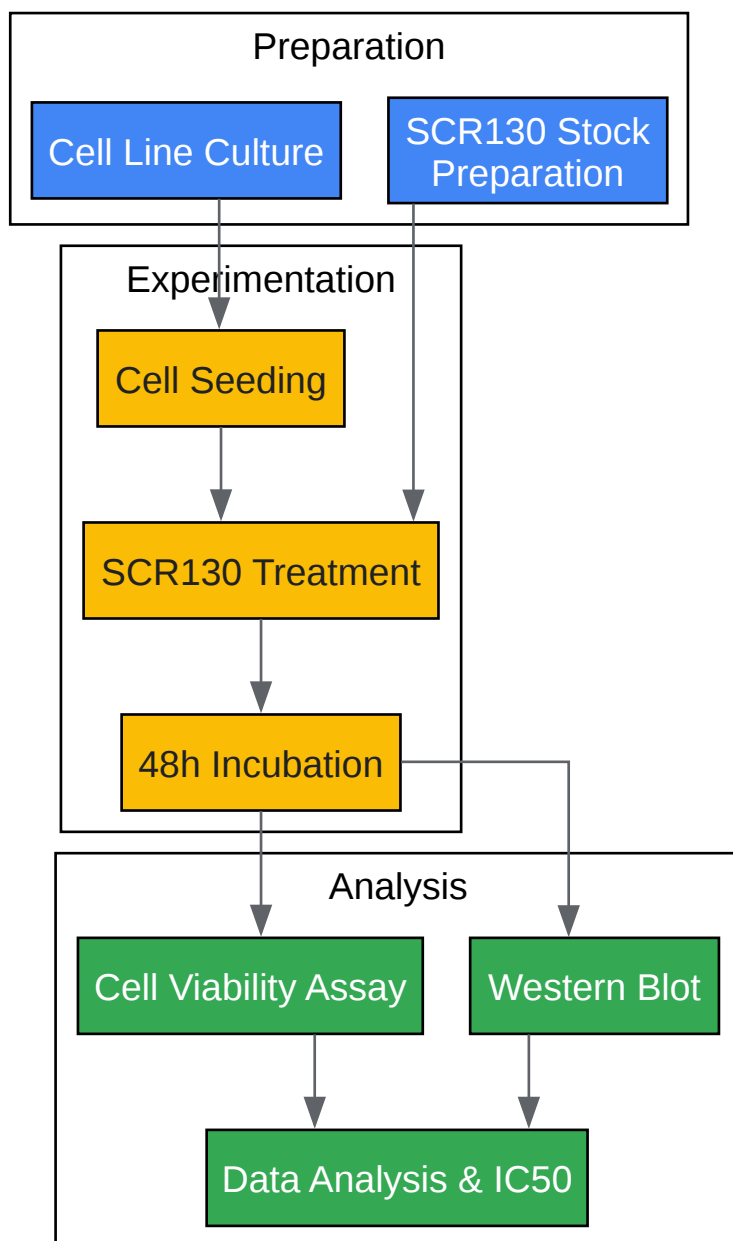 Preparation
Cell Line Culture
SCR130 Stock
Preparation
Experimentation
Cell Seeding
SCR130 Treatment
48h Incubation
Analysis
Cell Viability Assay
Western Blot
Data Analysis & IC50